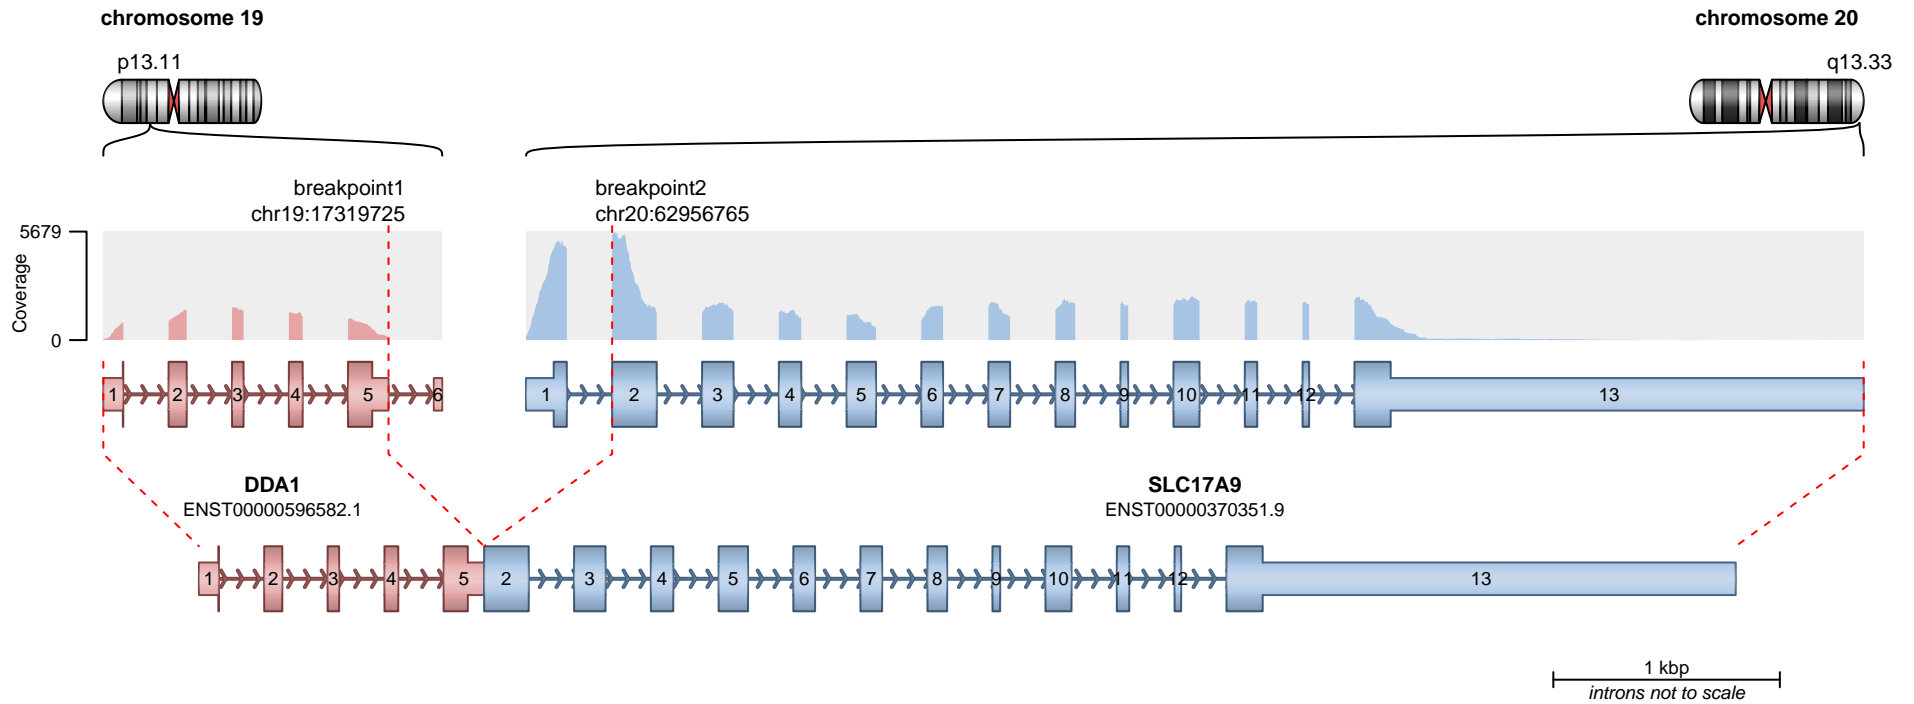 chromosome 19
chromosome 20
p13.11
q13.33
breakpoint1
chr19:17319725
breakpoint2
chr20:62956765
5679
Coverage
0
1 2 3 4 5 6
1 2 3 4 5 6 7 8 9 10 11 12 13
DDA1
ENST00000596582.1
SLC17A9
ENST00000370351.9
1 2 3 4 5 2 3 4 5 6 7 8 9 10 11 12 13
1 kbp
introns not to scale